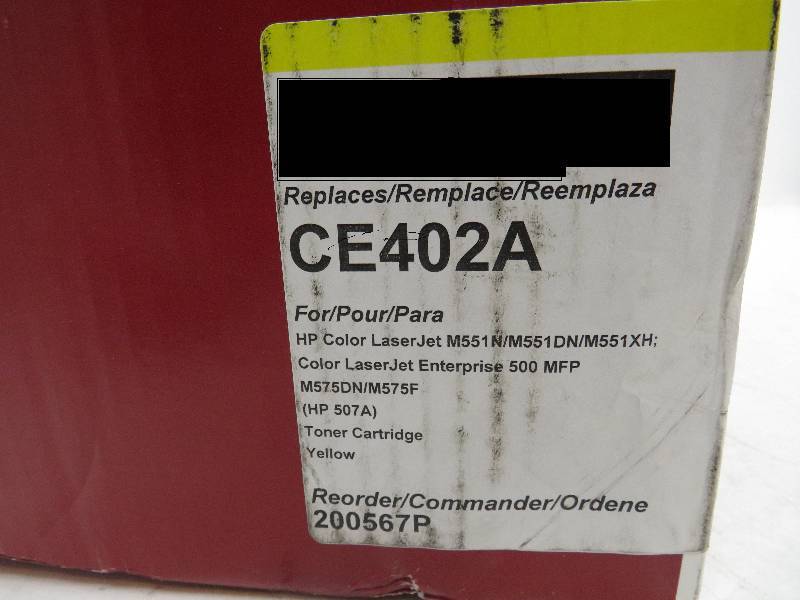 Replaces/Remplace/Reemplaza
CE402A
For/Pour/Para
HP Color LaserJet M551N/M551DN/M551XH;
Color LaserJet Enterprise 500 MFP
M575DN/M575F
(HP 507A)
Toner Cartridge
Yellow
Reorder/Commander/Ordene
200567P